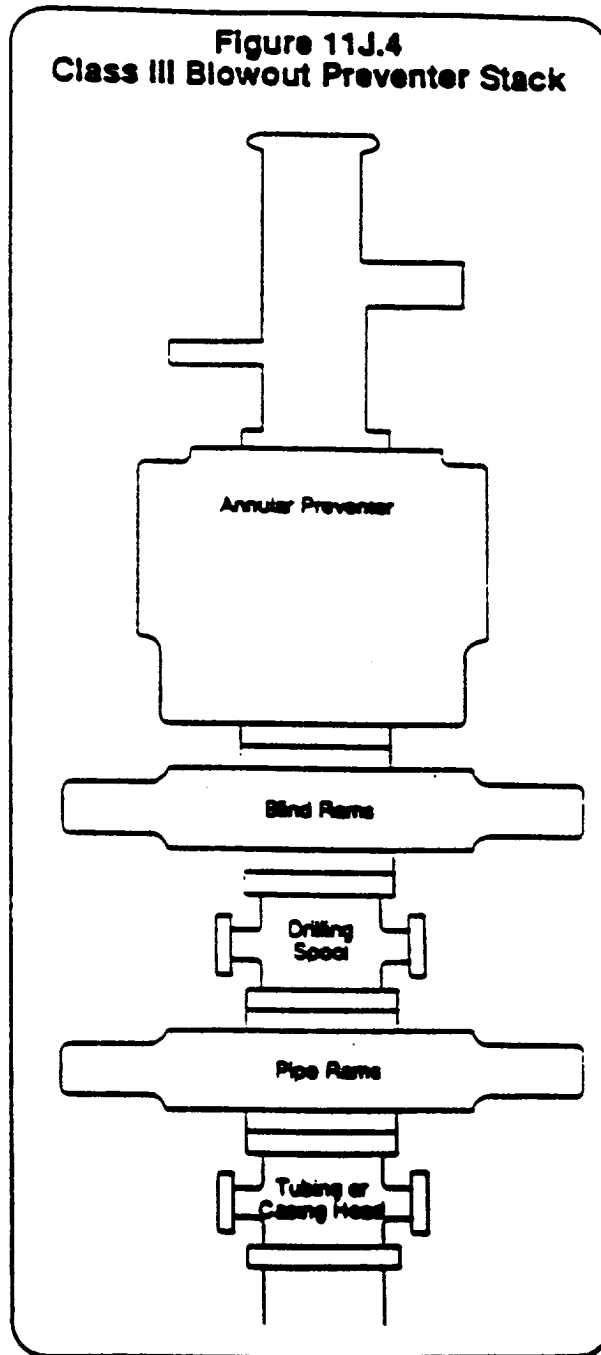 Figure 11J.4
Class III Blowout Preventer Stack
Annular Preventer
Blind Rams
Drilling
Spool
Pipe Rams
Tubing or
Casing Head